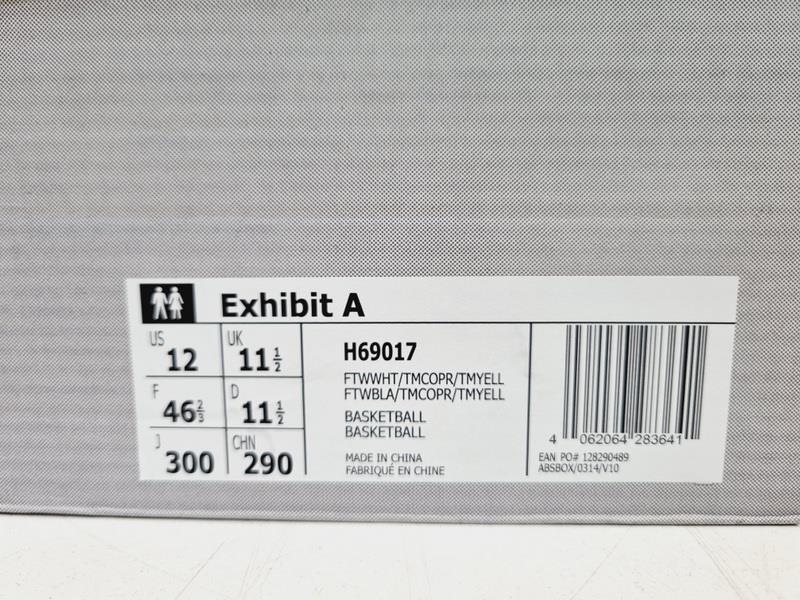 Exhibit A
US 12 UK 11 1/2
F 46 2/3 D 11 1/2
J 300 CHN 290
H69017
FTWWHT/TMCOPR/TMYELL
FTWBLA/TMCOPR/TMYELL
BASKETBALL
BASKETBALL
MADE IN CHINA
FABRIQUÉ EN CHINE
4 062064 283641
EAN PO# 128290489
ABSBOX/0314/V10